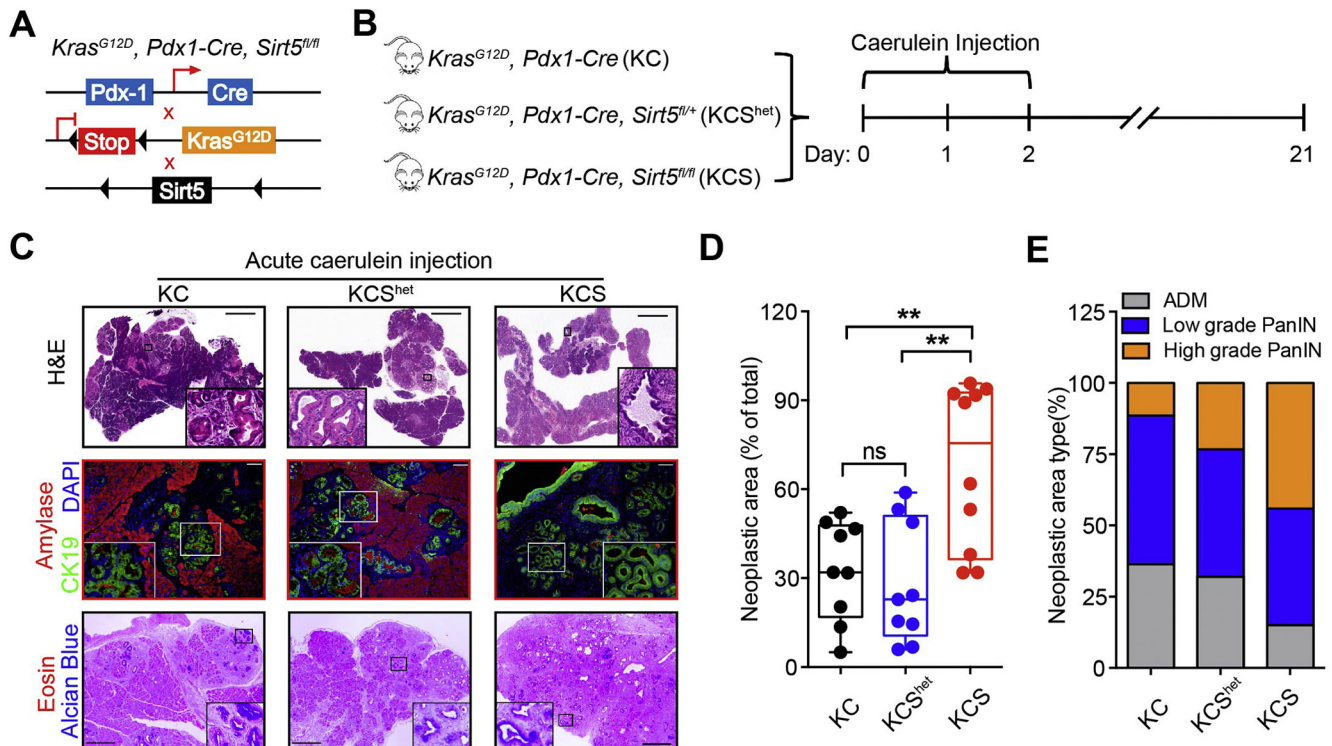 A
Kras^G12D, Pdx1-Cre, Sirt5^fl/fl
Pdx-1
Cre
x
Stop
Kras^G12D
x
Sirt5
B
Kras^G12D, Pdx1-Cre (KC)
Kras^G12D, Pdx1-Cre, Sirt5^fl/+ (KCS^het)
Kras^G12D, Pdx1-Cre, Sirt5^fl/fl (KCS)
Caerulein Injection
Day: 0 1 2 21
C
Acute caerulein injection
KC KCS^het KCS
H&E
Amylase
CK19 DAPI
Eosin
Alcian Blue
D
Neoplastic area (% of total)
120
90
60
30
0
**
**
ns
KC KCS^het KCS
E
ADM
Low grade PanIN
High grade PanIN
Neoplastic area type(%)
125
100
75
50
25
0
KC KCS^het KCS